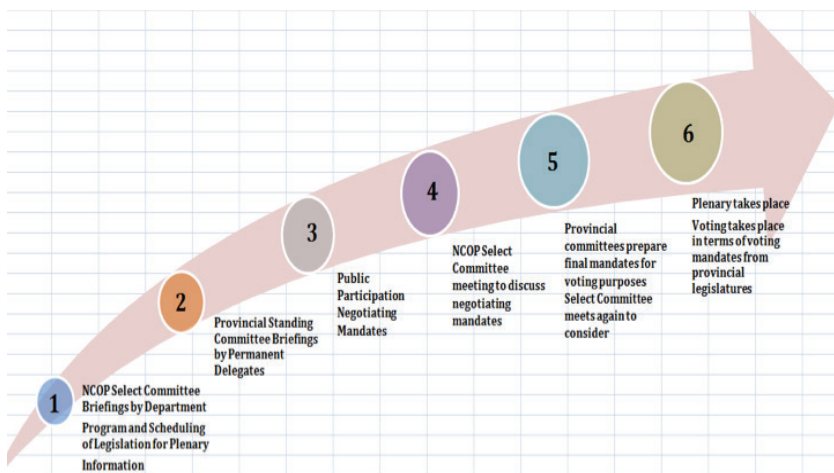 1
NCOP Select Committee
Briefings by Department
Program and Scheduling
of Legislation for Plenary
Information
2
Provincial Standing
Committee Briefings
by Permanent
Delegates
3
Public
Participation
Negotiating
Mandates
4
NCOP Select
Committee
meeting to discuss
negotiating
mandates
5
Provincial
committees prepare
final mandates for
voting purposes
Select Committee
meets again to
consider
6
Plenary takes place
Voting takes place
in terms of voting
mandates from
provincial
legislatures